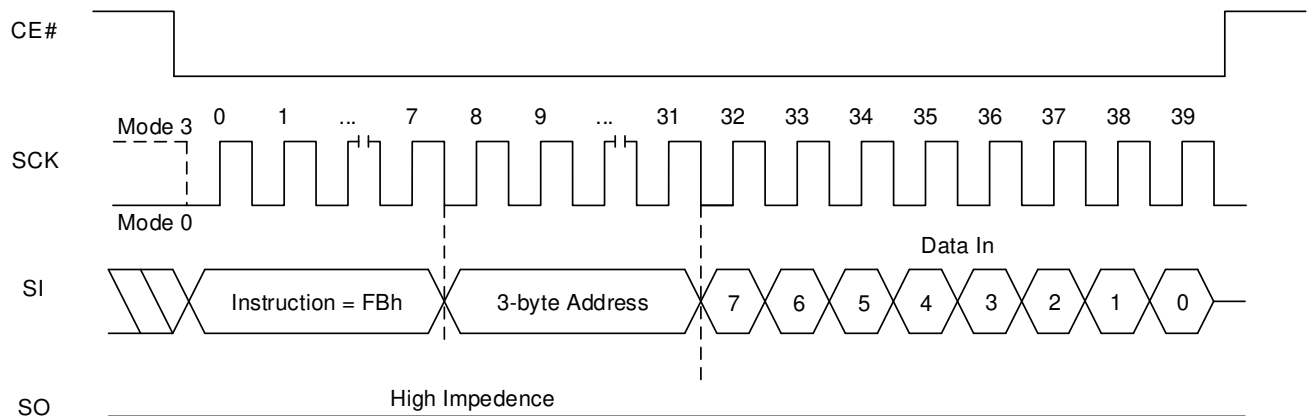 CE#
0 1 ... 7 8 9 ... 31 32 33 34 35 36 37 38 39
Mode 3
SCK
Mode 0
Data In
SI
Instruction = FBh 3-byte Address 7 6 5 4 3 2 1 0
High Impedence
SO